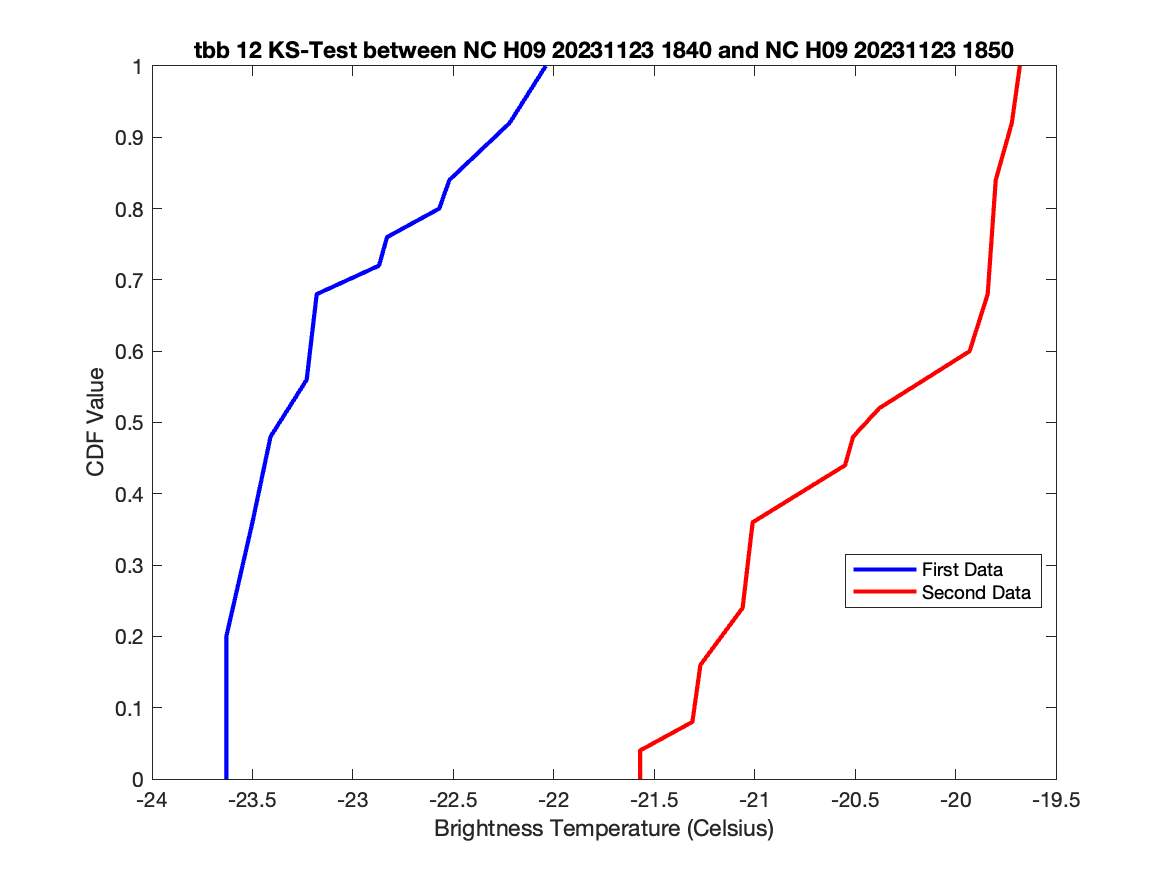 tbb 12 KS-Test between NC H09 20231123 1840 and NC H09 20231123 1850
1
0.9
0.8
0.7
0.6
0.5
0.4
0.3
0.2
0.1
0
CDF Value
First Data
Second Data
-24 -23.5 -23 -22.5 -22 -21.5 -21 -20.5 -20 -19.5
Brightness Temperature (Celsius)